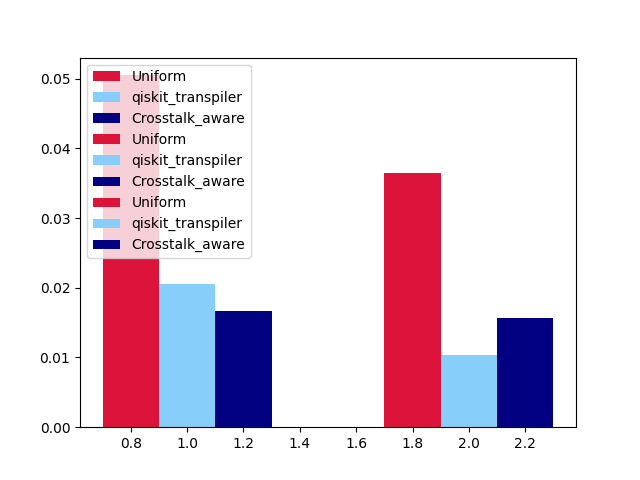 0.05
0.04
0.03
0.02
0.01
0.00
Uniform
qiskit_transpiler
Crosstalk_aware
Uniform
qiskit_transpiler
Crosstalk_aware
Uniform
qiskit_transpiler
Crosstalk_aware
0.8 1.0 1.2 1.4 1.6 1.8 2.0 2.2